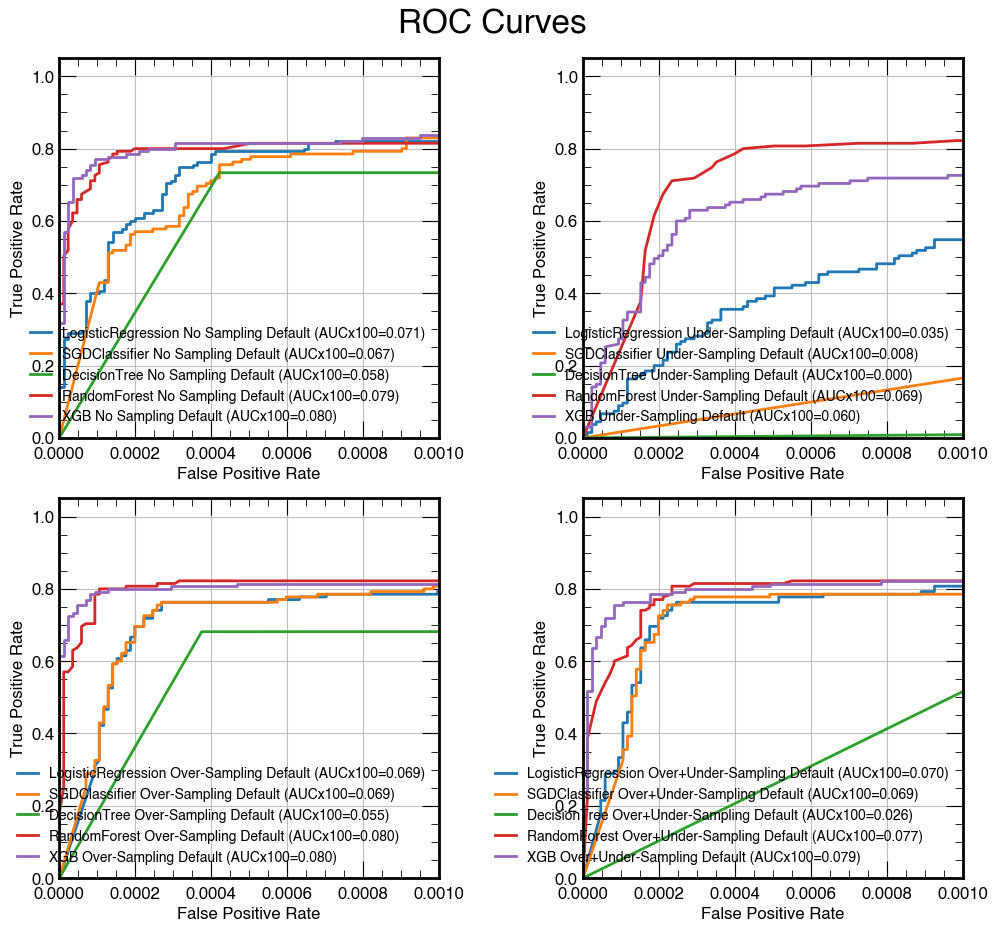 ROC Curves
1.0
0.8
0.6
0.4
0.2
0.0
True Positive Rate
LogisticRegression No Sampling Default (AUCx100=0.071)
SGDClassifier No Sampling Default (AUCx100=0.067)
DecisionTree No Sampling Default (AUCx100=0.058)
RandomForest No Sampling Default (AUCx100=0.079)
XGB No Sampling Default (AUCx100=0.080)
0.0000 0.0002 0.0004 0.0006 0.0008 0.0010
False Positive Rate
1.0
0.8
0.6
0.4
0.2
0.0
True Positive Rate
LogisticRegression Under-Sampling Default (AUCx100=0.035)
SGDClassifier Under-Sampling Default (AUCx100=0.008)
DecisionTree Under-Sampling Default (AUCx100=0.000)
RandomForest Under-Sampling Default (AUCx100=0.069)
XGB Under-Sampling Default (AUCx100=0.060)
0.0000 0.0002 0.0004 0.0006 0.0008 0.0010
False Positive Rate
1.0
0.8
0.6
0.4
0.2
0.0
True Positive Rate
LogisticRegression Over-Sampling Default (AUCx100=0.069)
SGDClassifier Over-Sampling Default (AUCx100=0.069)
DecisionTree Over-Sampling Default (AUCx100=0.055)
RandomForest Over-Sampling Default (AUCx100=0.080)
XGB Over-Sampling Default (AUCx100=0.080)
0.0000 0.0002 0.0004 0.0006 0.0008 0.0010
False Positive Rate
1.0
0.8
0.6
0.4
0.2
0.0
True Positive Rate
LogisticRegression Over+Under-Sampling Default (AUCx100=0.070)
SGDClassifier Over+Under-Sampling Default (AUCx100=0.069)
DecisionTree Over+Under-Sampling Default (AUCx100=0.026)
RandomForest Over+Under-Sampling Default (AUCx100=0.077)
XGB Over+Under-Sampling Default (AUCx100=0.079)
0.0000 0.0002 0.0004 0.0006 0.0008 0.0010
False Positive Rate